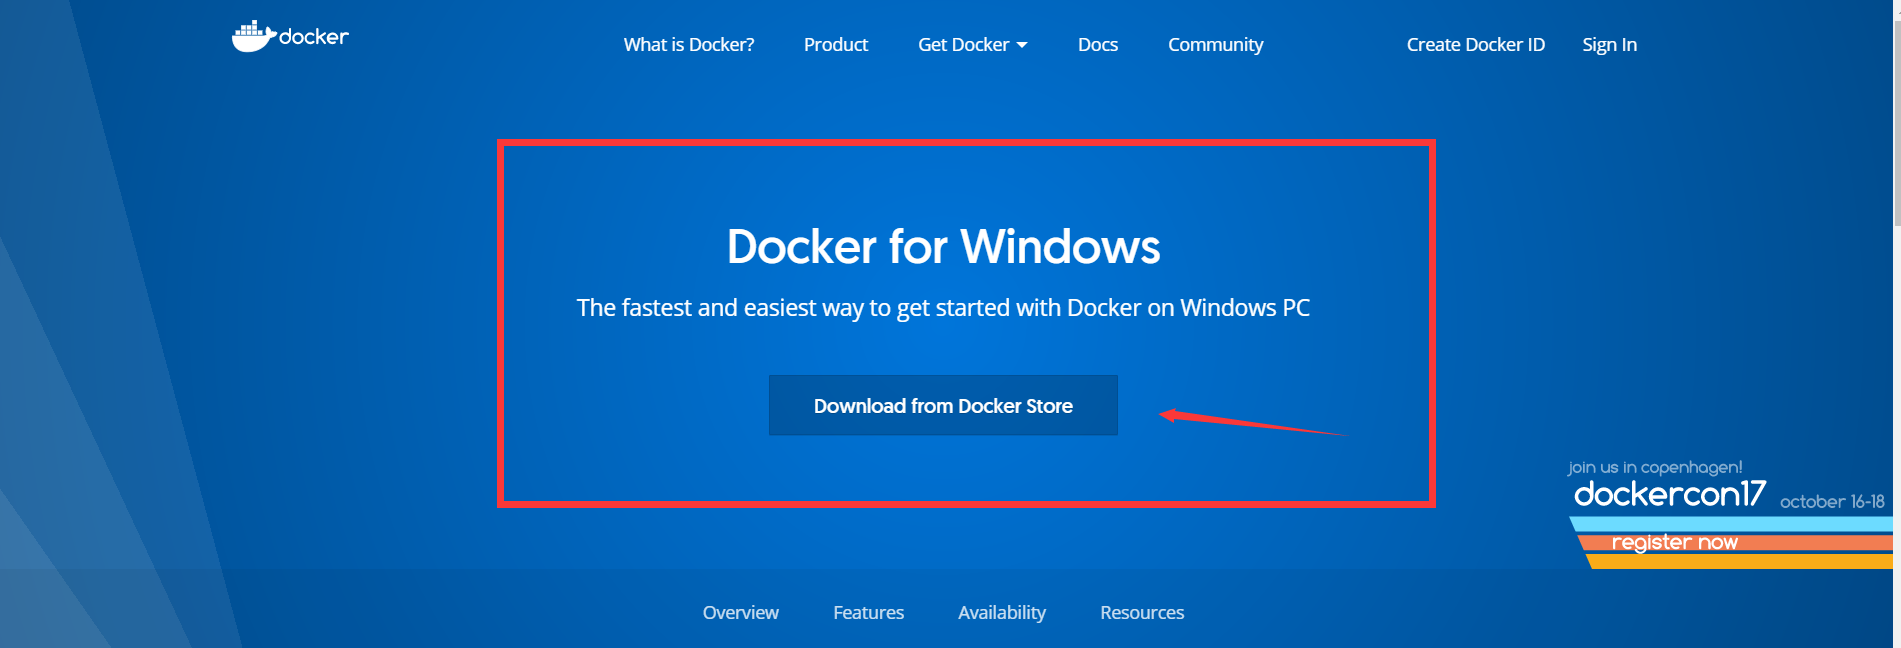 docker
What is Docker?
Product
Get Docker
Docs
Community
Create Docker ID
Sign In
Docker for Windows
The fastest and easiest way to get started with Docker on Windows PC
Download from Docker Store
join us in copenhagen!
dockercon17 october 16-18
register now
Overview
Features
Availability
Resources